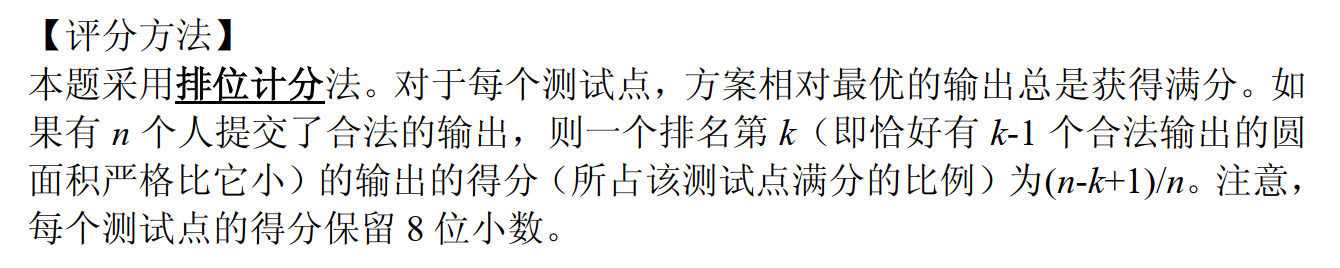 【评分方法】
本题采用排位计分法。对于每个测试点，方案相对最优的输出总是获得满分。如
果有 n 个人提交了合法的输出，则一个排名第 k（即恰好有 k-1 个合法输出的圆
面积严格比它小）的输出的得分（所占该测试点满分的比例）为(n-k+1)/n。注意，
每个测试点的得分保留 8 位小数。